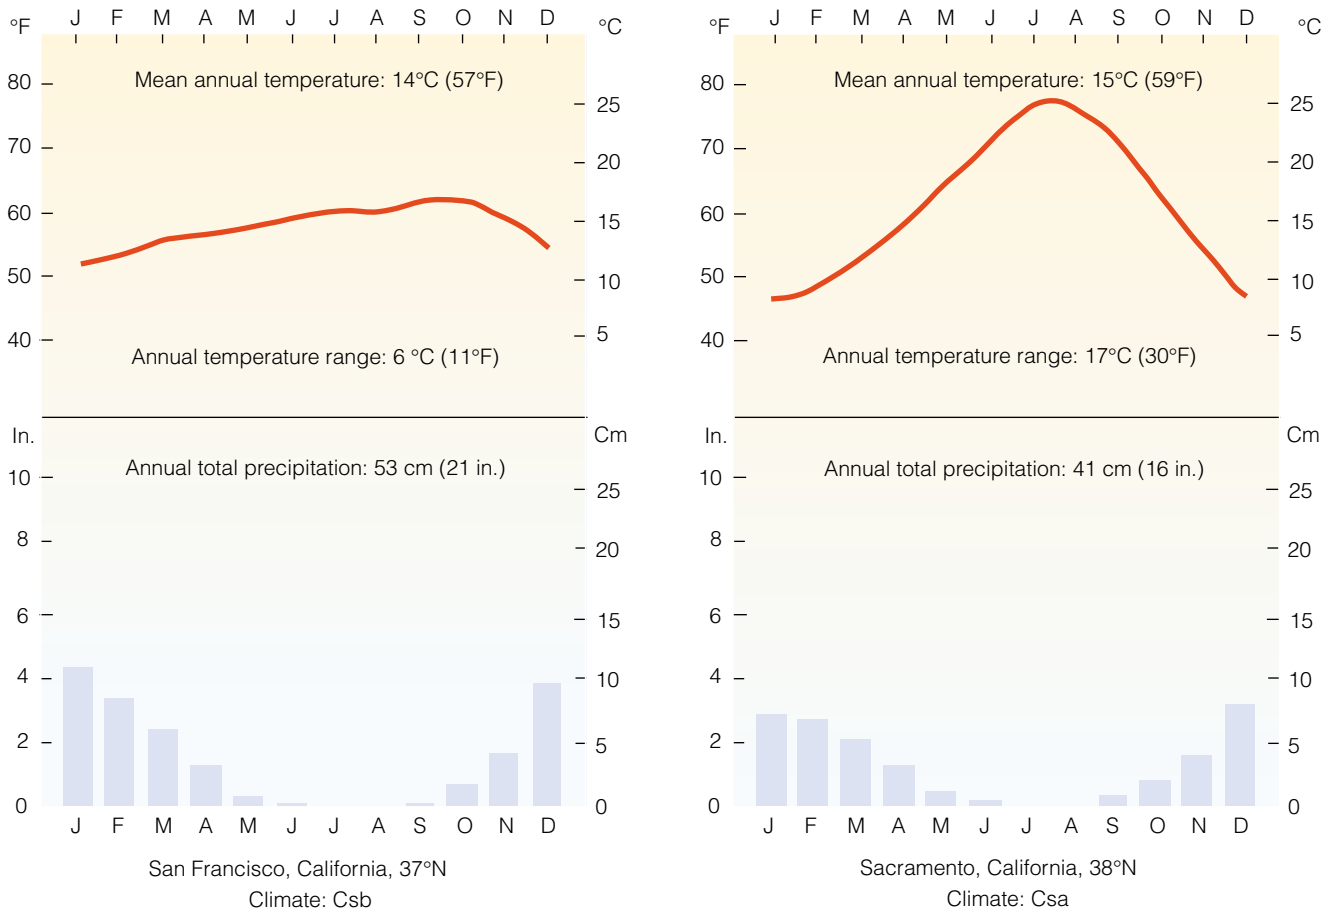 °F J F M A M J J A S O N D °C
Mean annual temperature: 14°C (57°F)
80
25
70
20
60
15
50
10
40
5
Annual temperature range: 6 °C (11°F)
In. Cm
Annual total precipitation: 53 cm (21 in.)
10
25
8
20
6
15
4
10
2
5
0 0
J F M A M J J A S O N D
San Francisco, California, 37°N
Climate: Csb
°F J F M A M J J A S O N D °C
Mean annual temperature: 15°C (59°F)
80
25
70
20
60
15
50
10
40
5
Annual temperature range: 17°C (30°F)
In. Cm
Annual total precipitation: 41 cm (16 in.)
10
25
8
20
6
15
4
10
2
5
0 0
J F M A M J J A S O N D
Sacramento, California, 38°N
Climate: Csa